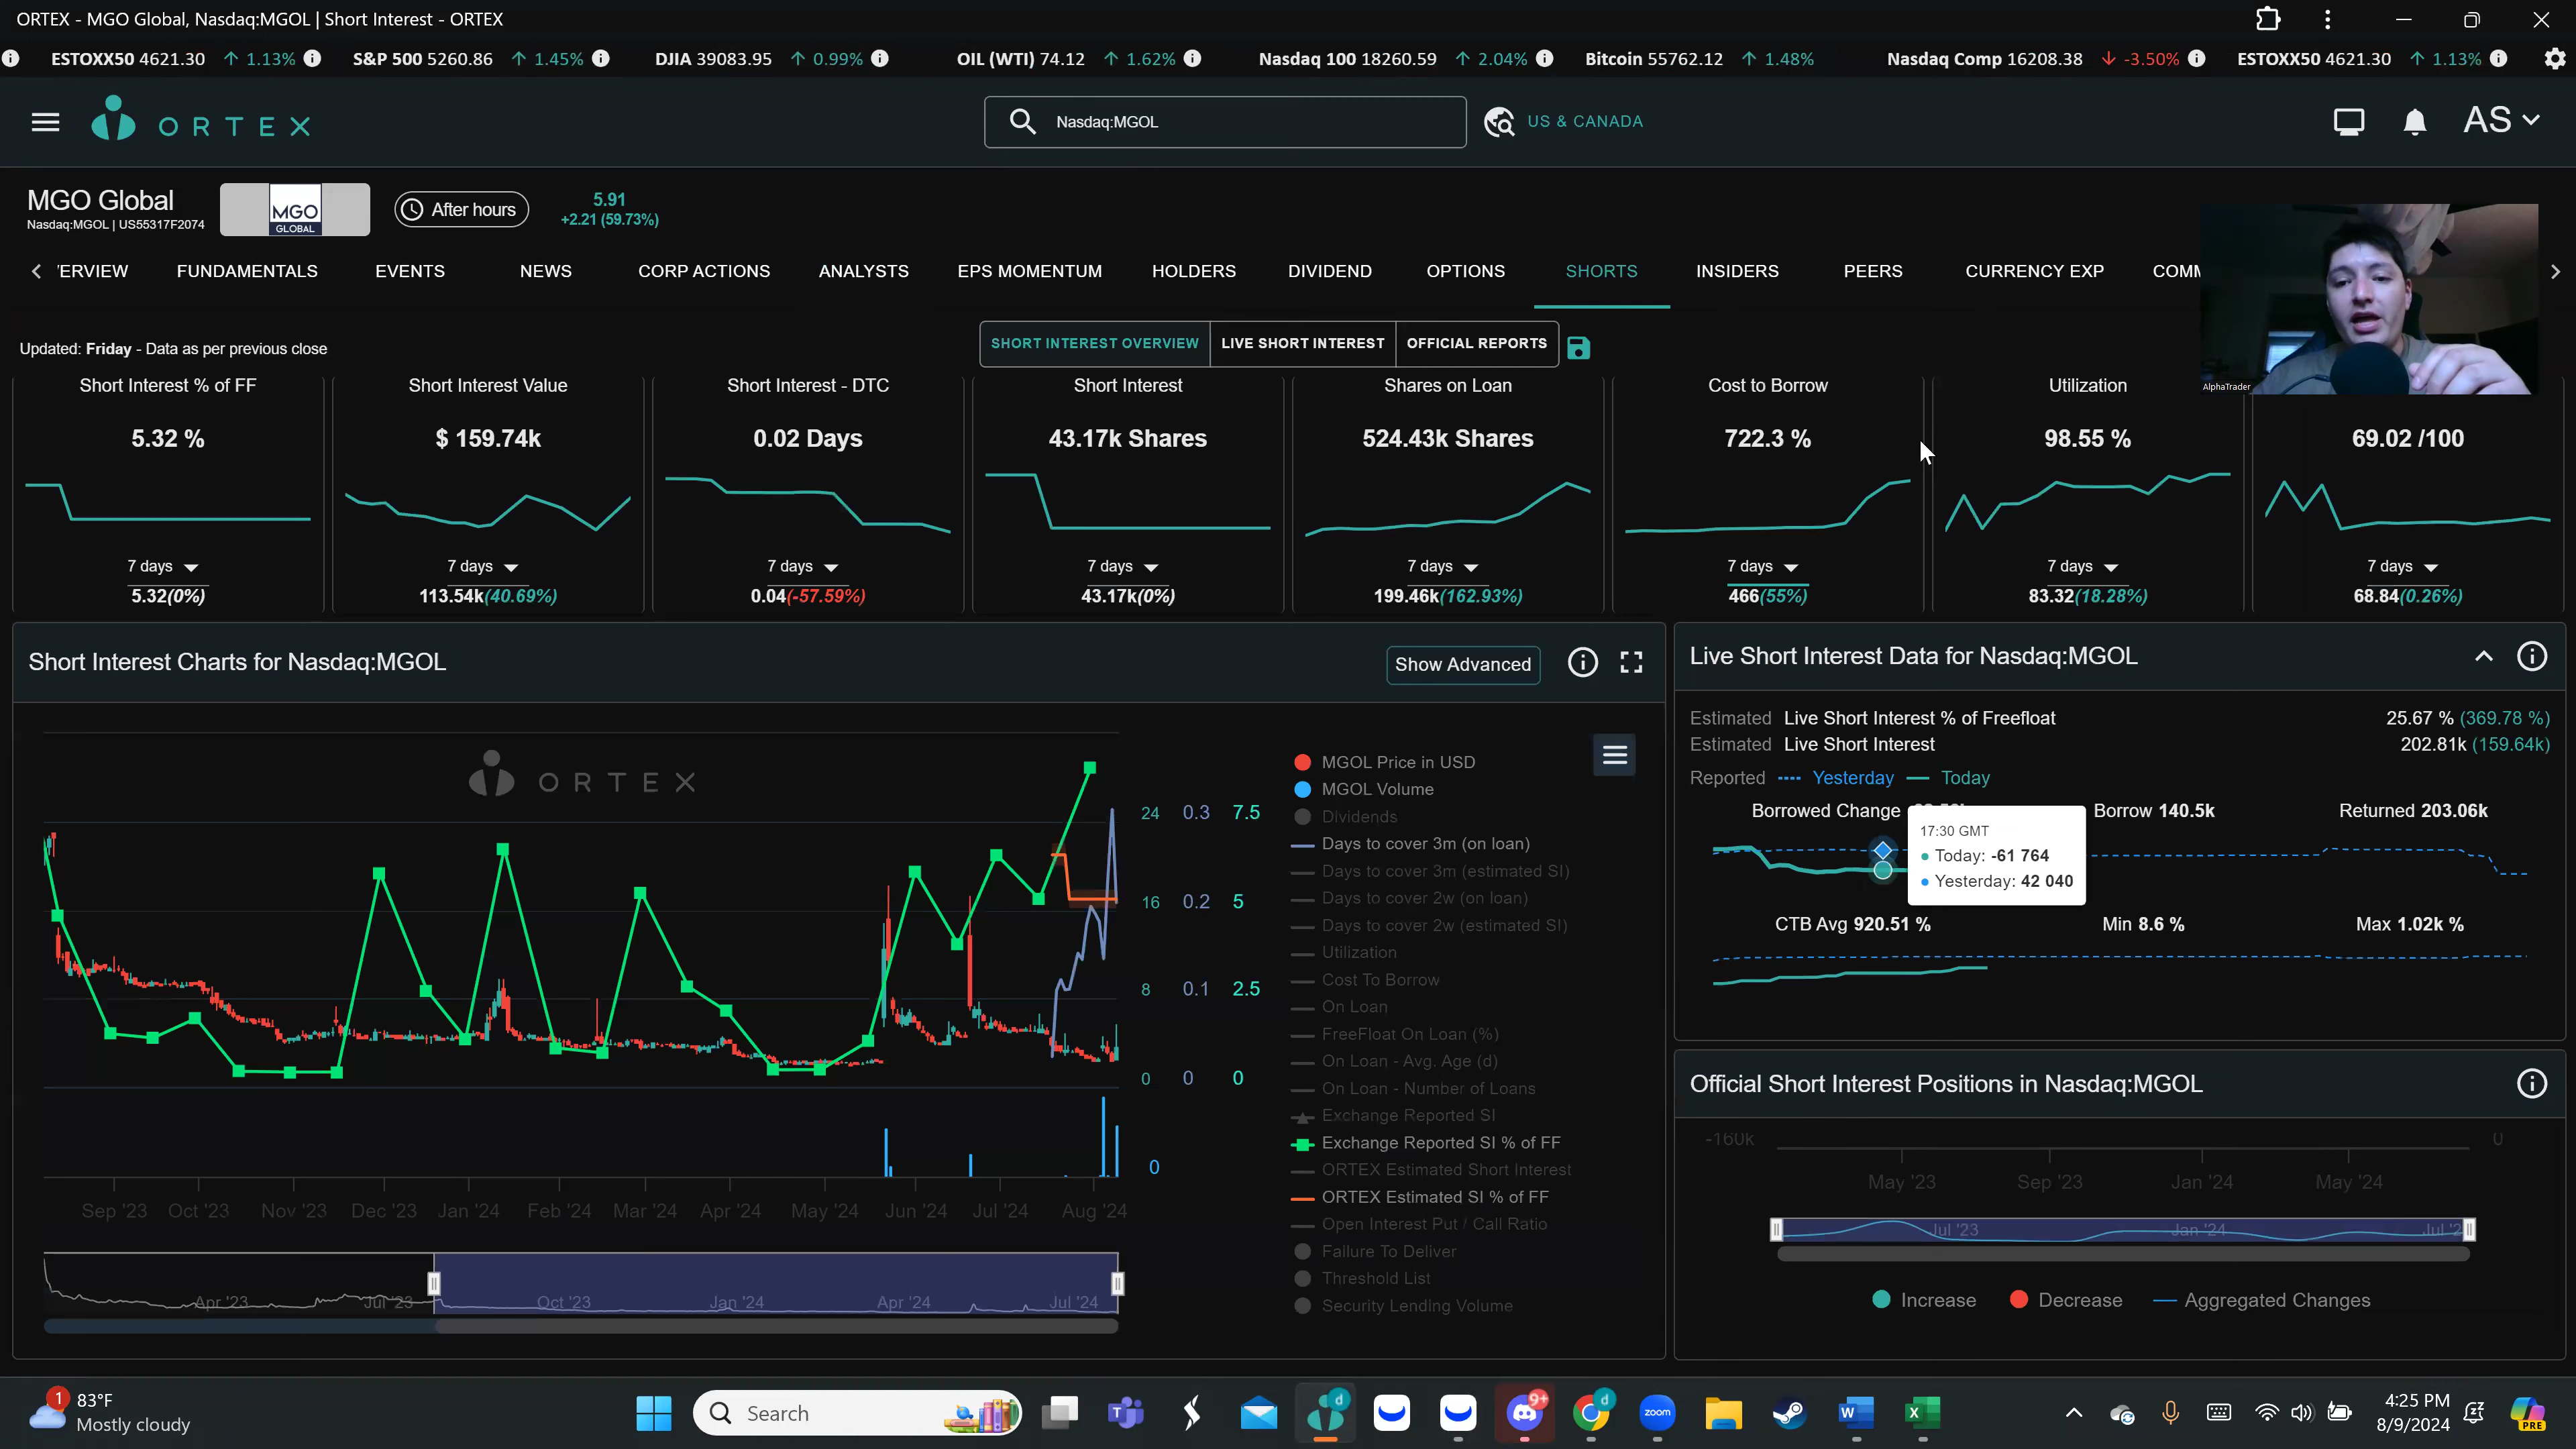 ORTEX - MGO Global, Nasdaq:MGOL | Short Interest - ORTEX
ESTOXX50 4621.30 ↑ 1.13% S&P 500 5260.86 ↑ 1.45% DJIA 39083.95 ↑ 0.99% OIL (WTI) 74.12 ↑ 1.62% Nasdaq 100 18260.59 ↑ 2.04% Bitcoin 55762.12 ↑ 1.48% Nasdaq Comp 16208.38 ↓ -3.50% ESTOXX50 4621.30 ↑ 1.13%
ORTEX
Nasdaq:MGOL
US & CANADA
AS
MGO Global
Nasdaq:MGOL | US55317F2074
MGO
GLOBAL
After hours
5.91
+2.21 (59.73%)
'ERVIEW FUNDAMENTALS EVENTS NEWS CORP ACTIONS ANALYSTS EPS MOMENTUM HOLDERS DIVIDEND OPTIONS SHORTS INSIDERS PEERS CURRENCY EXP COMM
Updated: Friday - Data as per previous close
SHORT INTEREST OVERVIEW LIVE SHORT INTEREST OFFICIAL REPORTS
AlphaTrader
Short Interest % of FF Short Interest Value Short Interest - DTC Short Interest Shares on Loan Cost to Borrow Utilization
5.32 % $ 159.74k 0.02 Days 43.17k Shares 524.43k Shares 722.3 % 98.55 % 69.02 /100
7 days 7 days 7 days 7 days 7 days 7 days 7 days 7 days
5.32(0%) 113.54k(40.69%) 0.04(-57.59%) 43.17k(0%) 199.46k(162.93%) 466(55%) 83.32(18.28%) 68.84(0.26%)
Short Interest Charts for Nasdaq:MGOL
Show Advanced
ORTEX
24 0.3 7.5
16 0.2 5
8 0.1 2.5
0 0 0
0
MGOL Price in USD
MGOL Volume
Dividends
Days to cover 3m (on loan)
Days to cover 3m (estimated SI)
Days to cover 2w (on loan)
Days to cover 2w (estimated SI)
Utilization
Cost To Borrow
On Loan
FreeFloat On Loan (%)
On Loan - Avg. Age (d)
On Loan - Number of Loans
Exchange Reported SI
Exchange Reported SI % of FF
ORTEX Estimated Short Interest
ORTEX Estimated SI % of FF
Open Interest Put / Call Ratio
Failure To Deliver
Threshold List
Security Lending Volume
Sep '23 Oct '23 Nov '23 Dec '23 Jan '24 Feb '24 Mar '24 Apr '24 May '24 Jun '24 Jul '24 Aug '24
Apr '23 Jul '23 Oct '23 Jan '24 Apr '24 Jul '24
Live Short Interest Data for Nasdaq:MGOL
Estimated Live Short Interest % of Freefloat 25.67 % (369.78 %)
Estimated Live Short Interest 202.81k (159.64k)
Reported Yesterday Today
Borrowed Change Borrow 140.5k Returned 203.06k
17:30 GMT
Today: -61 764
Yesterday: 42 040
CTB Avg 920.51 % Min 8.6 % Max 1.02k %
Official Short Interest Positions in Nasdaq:MGOL
-160k 0
May '23 Sep '23 Jan '24 May '24
Jul '23 Jan '24 Jul '2
Increase Decrease Aggregated Changes
1
83°F
Mostly cloudy
Search
d
9+
d
zoom
W
X
4:25 PM
8/9/2024
PRE